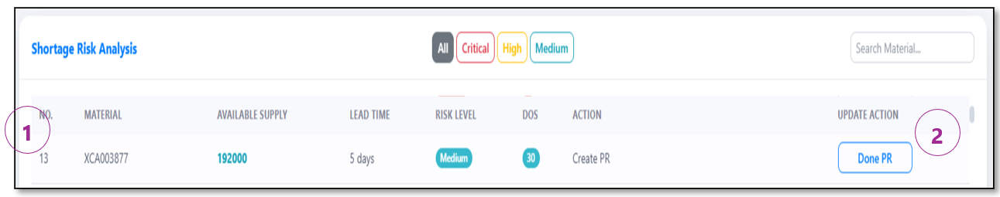 Shortage Risk Analysis
All Critical High Medium
Search Material...
NO. MATERIAL AVAILABLE SUPPLY LEAD TIME RISK LEVEL DOS ACTION UPDATE ACTION
1
2
13 XCA003877 192000 5 days Medium 30 Create PR Done PR